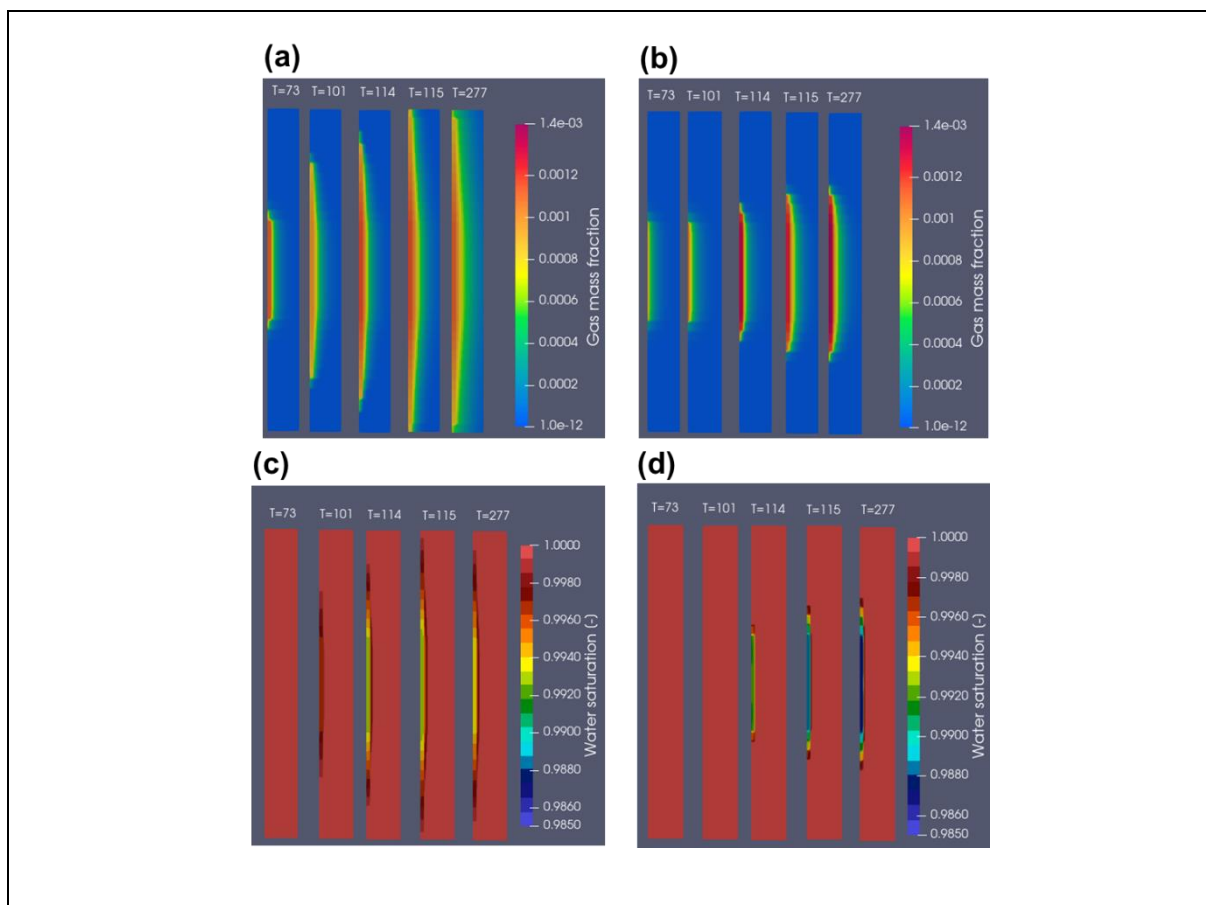 (a)
T=73 T=101 T=114 T=115 T=277
1.4e-03
0.0012
0.001
0.0008
0.0006
0.0004
0.0002
1.0e-12
Gas mass fraction
(b)
T=73 T=101 T=114 T=115 T=277
1.4e-03
0.0012
0.001
0.0008
0.0006
0.0004
0.0002
1.0e-12
Gas mass fraction
(c)
T=73 T=101 T=114 T=115 T=277
1.0000
0.9980
0.9960
0.9940
0.9920
0.9900
0.9880
0.9860
0.9850
Water saturation (-)
(d)
T=73 T=101 T=114 T=115 T=277
1.0000
0.9980
0.9960
0.9940
0.9920
0.9900
0.9880
0.9860
0.9850
Water saturation (-)